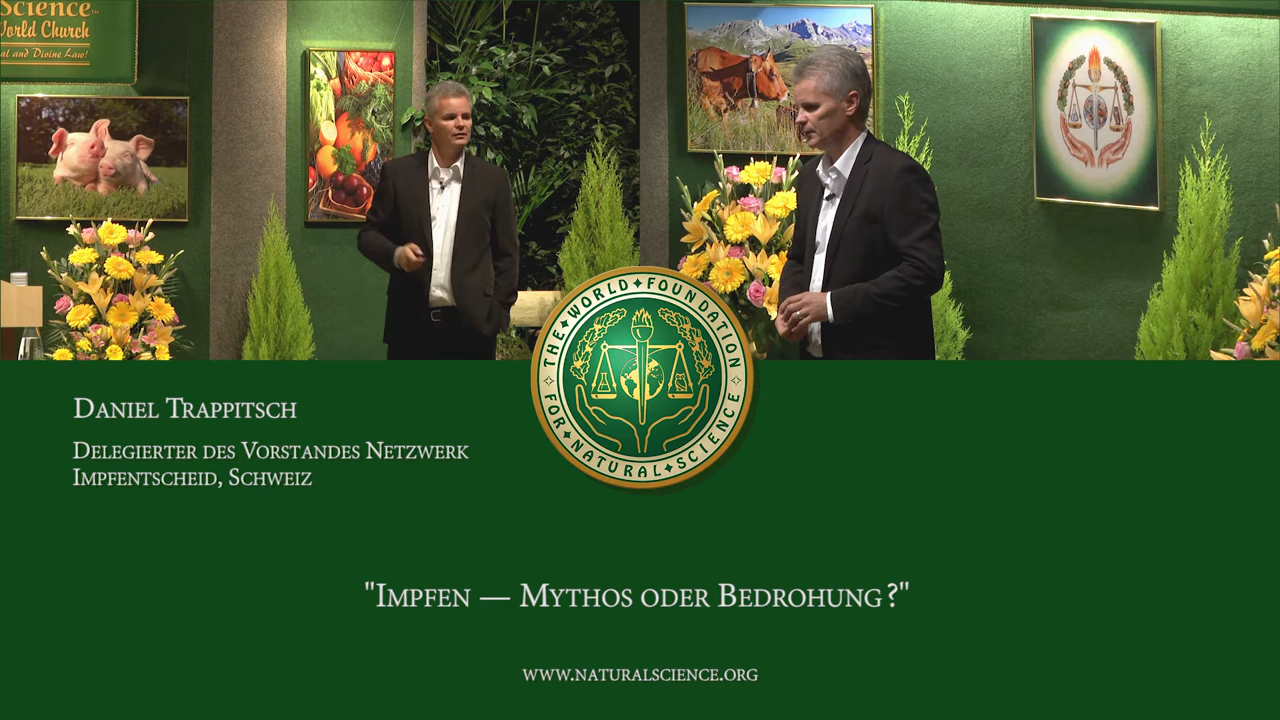 Science
World Church
al and Divine Law!
THE WORLD FOUNDATION
FOR NATURAL SCIENCE
DANIEL TRAPPITSCH
DELEGIERTER DES VORSTANDES NETZWERK
IMPFENTSCHEID, SCHWEIZ
"IMPFEN — MYTHOS ODER BEDROHUNG?"
WWW.NATURALSCIENCE.ORG